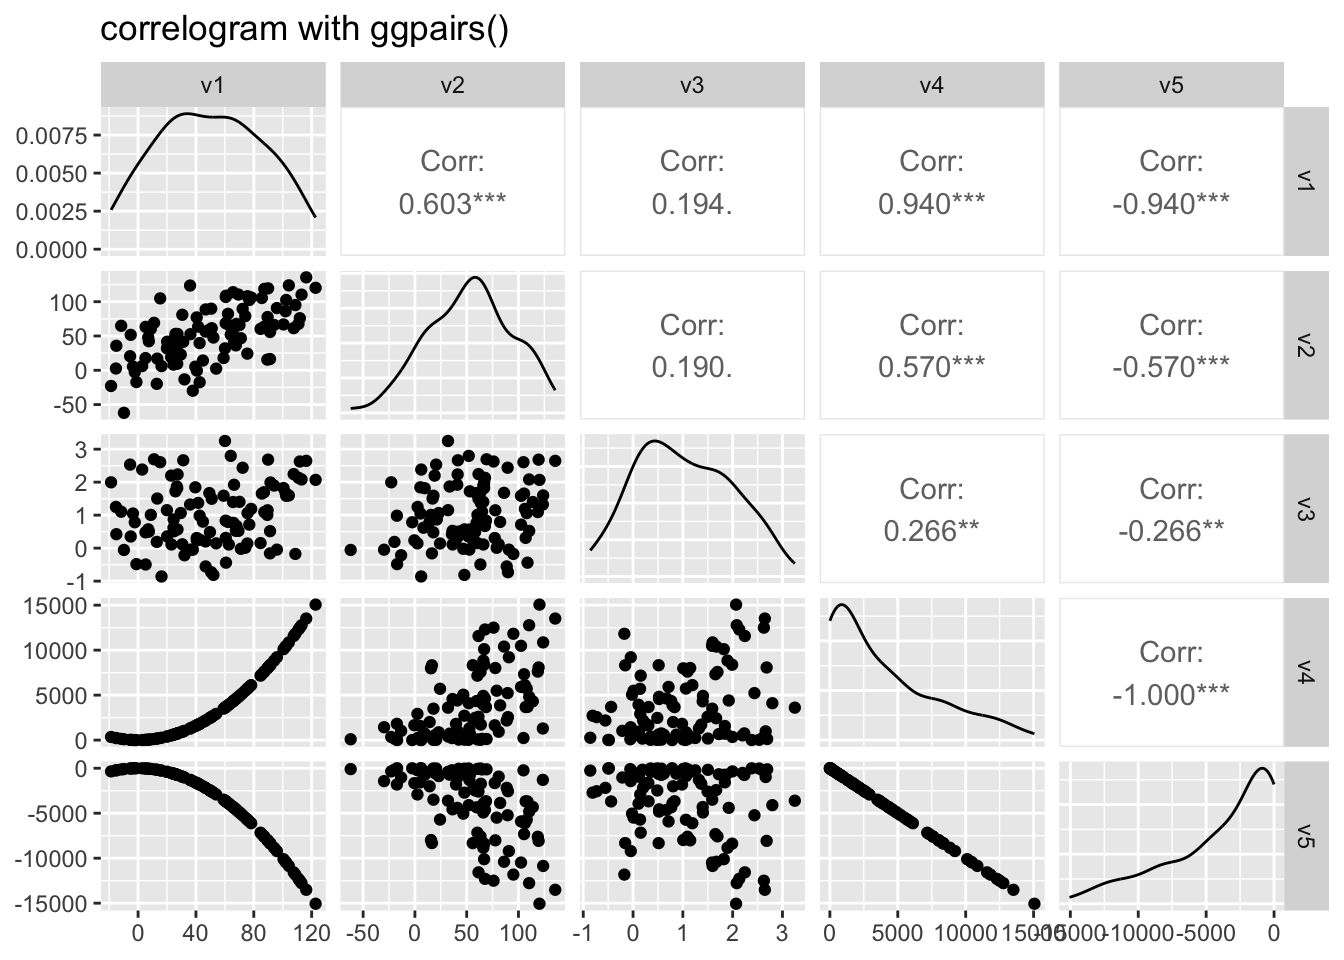 correlogram with ggpairs()
v1 v2 v3 v4 v5
0.0075
0.0050
0.0025
0.0000
Corr:
0.603***
Corr:
0.194.
Corr:
0.940***
Corr:
-0.940***
v1
100
50
0
-50
Corr:
0.190.
Corr:
0.570***
Corr:
-0.570***
v2
3
2
1
0
-1
Corr:
0.266**
Corr:
-0.266**
v3
15000
10000
5000
0
Corr:
-1.000***
v4
0
-5000
-10000
-15000
v5
0 40 80 120 -50 0 50 100 -1 0 1 2 3 0 5000 10000 15000 -15000 -10000 -5000 0